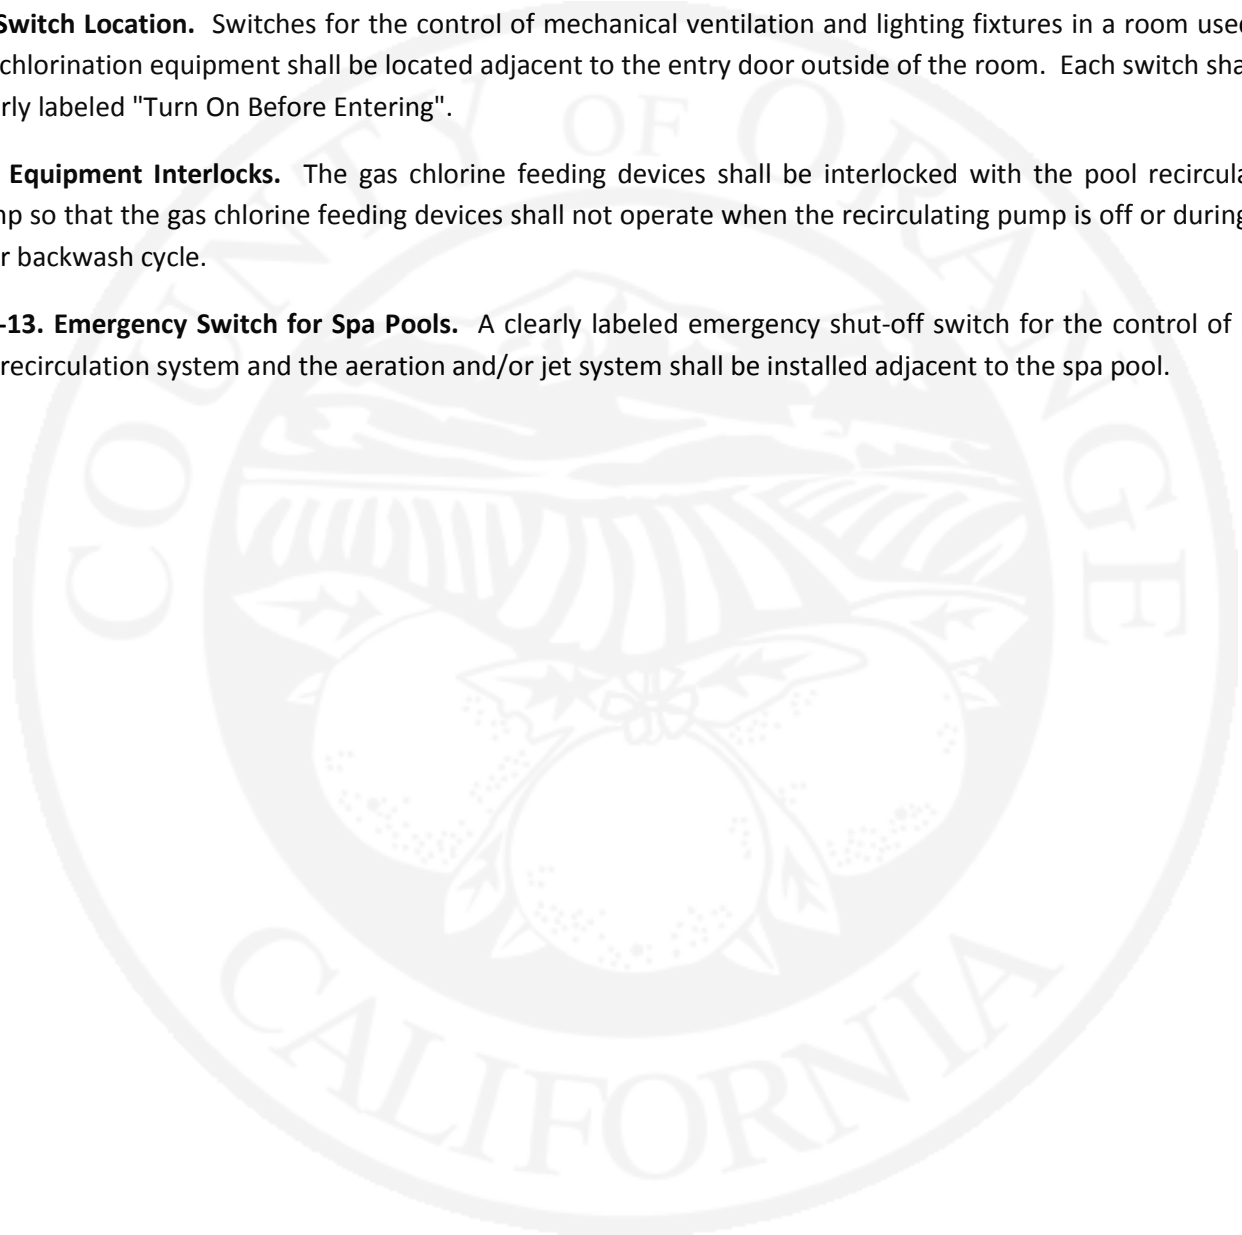 Switch Location. Switches for the control of mechanical ventilation and lighting fixtures in a room used
chlorination equipment shall be located adjacent to the entry door outside of the room. Each switch sha
rly labeled "Turn On Before Entering".
Equipment Interlocks. The gas chlorine feeding devices shall be interlocked with the pool recircula
np so that the gas chlorine feeding devices shall not operate when the recirculating pump is off or during
r backwash cycle.
-13. Emergency Switch for Spa Pools. A clearly labeled emergency shut-off switch for the control of
recirculation system and the aeration and/or jet system shall be installed adjacent to the spa pool.
COUNTY OF ORANGE
CALIFORNIA